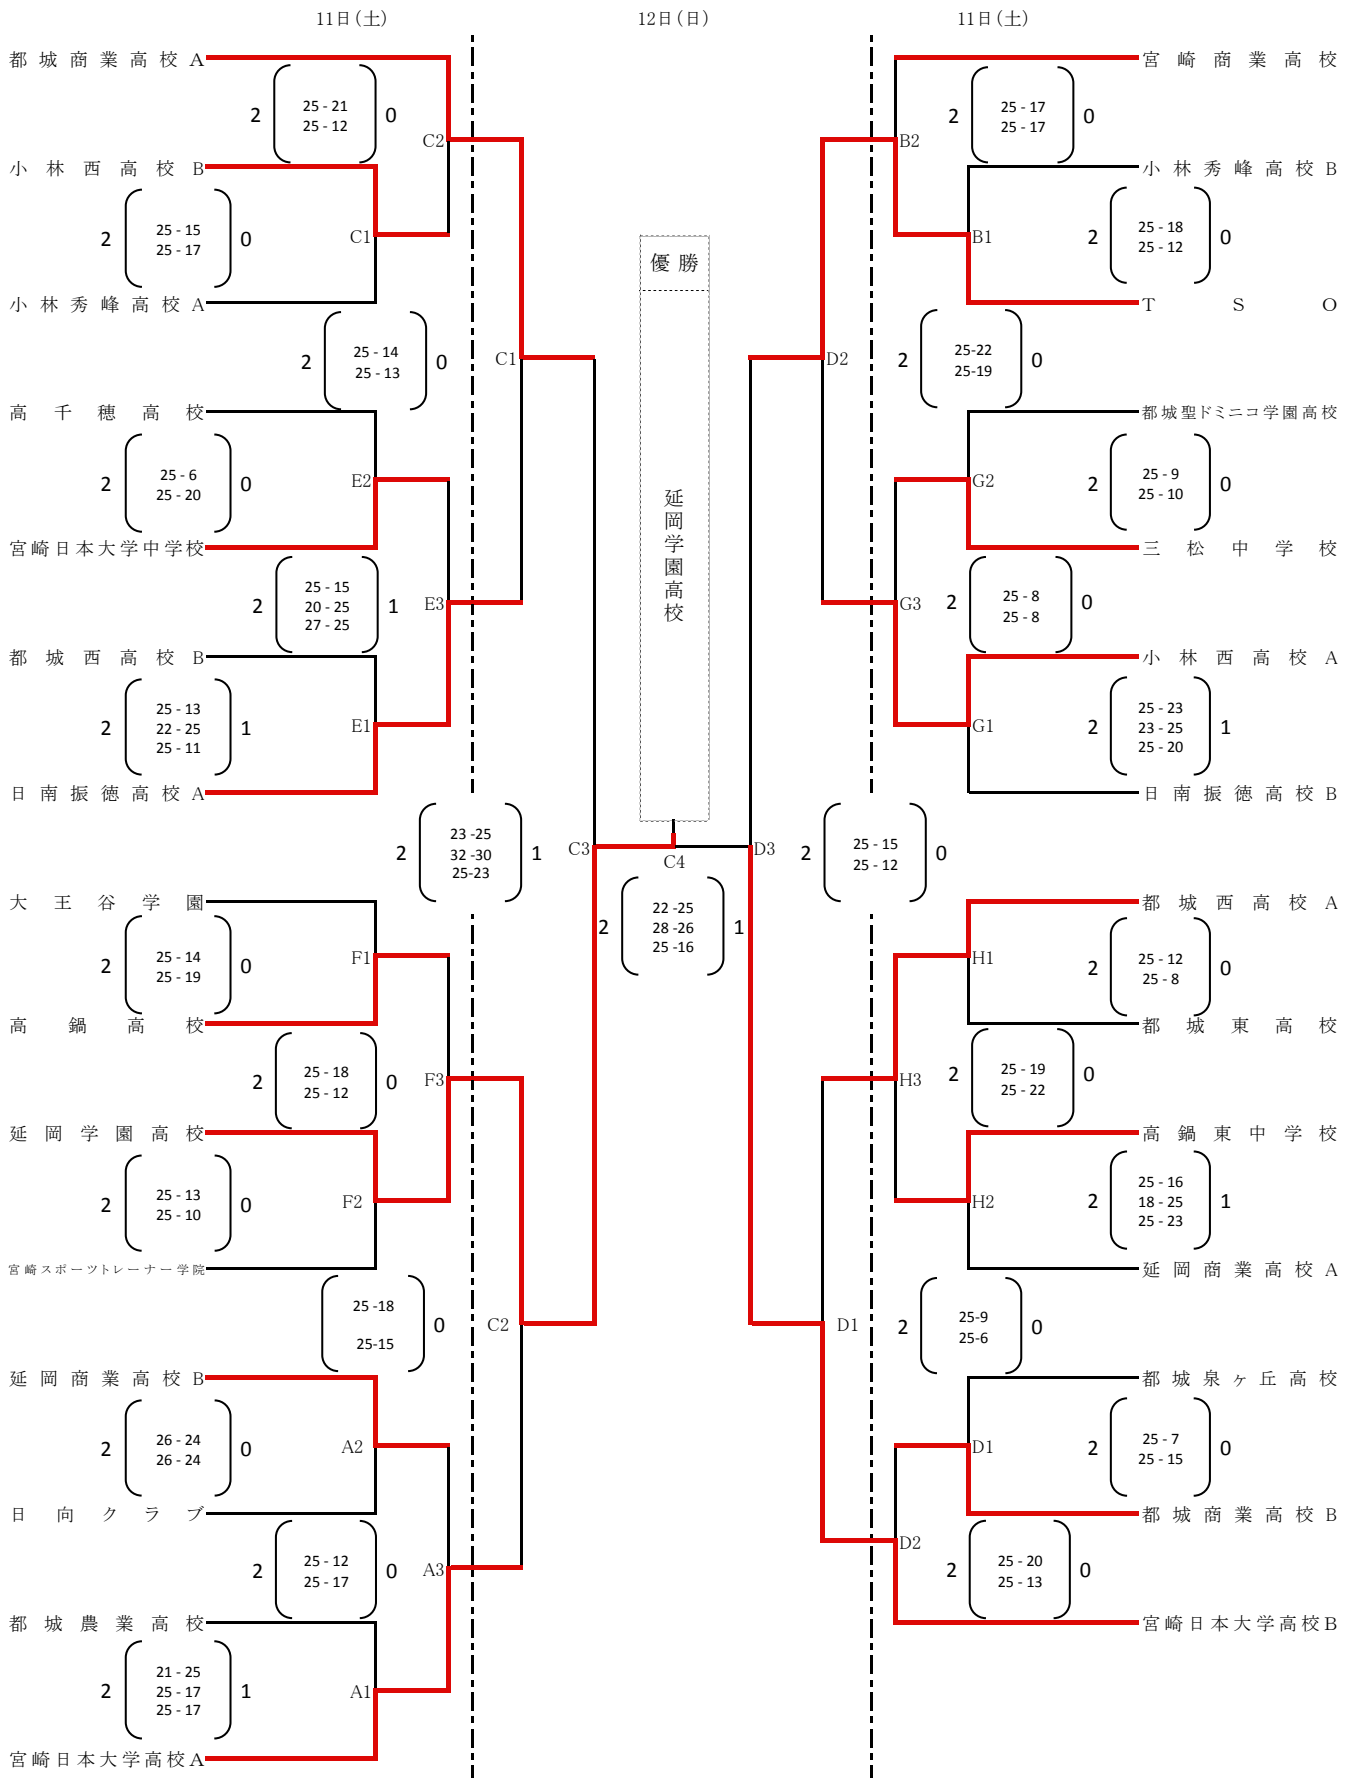 11日（土）
12日（日）
11日（土）
都城商業高校A
2
25 - 21
25 - 12
0
C2
小林西高校B
2
25 - 15
25 - 17
0
C1
小林秀峰高校A
2
25 - 14
25 - 13
0
C1
高千穂高校
2
25 - 6
25 - 20
0
E2
宮崎日本大学中学校
2
25 - 15
20 - 25
27 - 25
1
E3
都城西高校B
2
25 - 13
22 - 25
25 - 11
1
E1
日南振徳高校A
2
23 -25
32 -30
25-23
1
C3
大王谷学園
2
25 - 14
25 - 19
0
F1
高鍋高校
2
25 - 18
25 - 12
0
F3
延岡学園高校
2
25 - 13
25 - 10
0
F2
宮崎スポーツトレーナー学院
25 -18
25-15
0
C2
延岡商業高校B
2
26 - 24
26 - 24
0
A2
日向クラブ
2
25 - 12
25 - 17
0
A3
都城農業高校
2
21 - 25
25 - 17
25 - 17
1
A1
宮崎日本大学高校A
優勝
延岡学園高校
C4
2
22 -25
28 -26
25 -16
1
宮崎商業高校
B2
2
25 - 17
25 - 17
0
小林秀峰高校B
B1
2
25 - 18
25 - 12
0
TSO
D2
2
25-22
25-19
0
都城聖ドミニコ学園高校
G2
2
25 - 9
25 - 10
0
三松中学校
G3
2
25 - 8
25 - 8
0
小林西高校A
G1
2
25 - 23
23 - 25
25 - 20
1
日南振徳高校B
D3
2
25 - 15
25 - 12
0
都城西高校A
H1
2
25 - 12
25 - 8
0
都城東高校
H3
2
25 - 19
25 - 22
0
高鍋東中学校
H2
2
25 - 16
18 - 25
25 - 23
1
延岡商業高校A
D1
2
25-9
25-6
0
都城泉ヶ丘高校
D1
2
25 - 7
25 - 15
0
都城商業高校B
D2
2
25 - 20
25 - 13
0
宮崎日本大学高校B